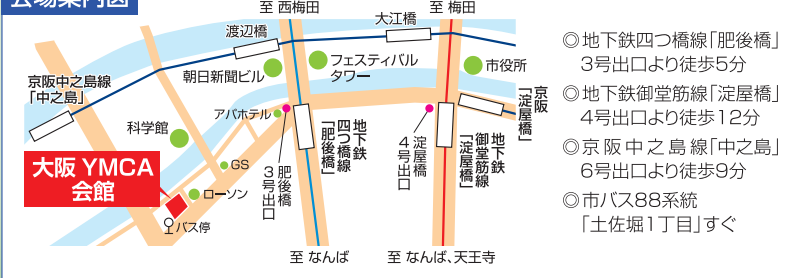 会場案内図
至 西梅田
至 梅田
渡辺橋
大江橋
京阪中之島線
「中之島」
朝日新聞ビル
フェスティバル
タワー
市役所
京阪
「淀屋橋」
科学館
アパホテル
地下鉄
四つ橋線
「肥後橋」
淀屋橋
4号出口
地下鉄
御堂筋線
「淀屋橋」
大阪 YMCA
会館
GS
肥後橋
3号出口
ローソン
バス停
至 なんば
至 なんば、天王寺
◎地下鉄四つ橋線「肥後橋」
3号出口より徒歩5分
◎地下鉄御堂筋線「淀屋橋」
4号出口より徒歩12分
◎京阪中之島線「中之島」
6号出口より徒歩9分
◎市バス88系統
「土佐堀1丁目」すぐ